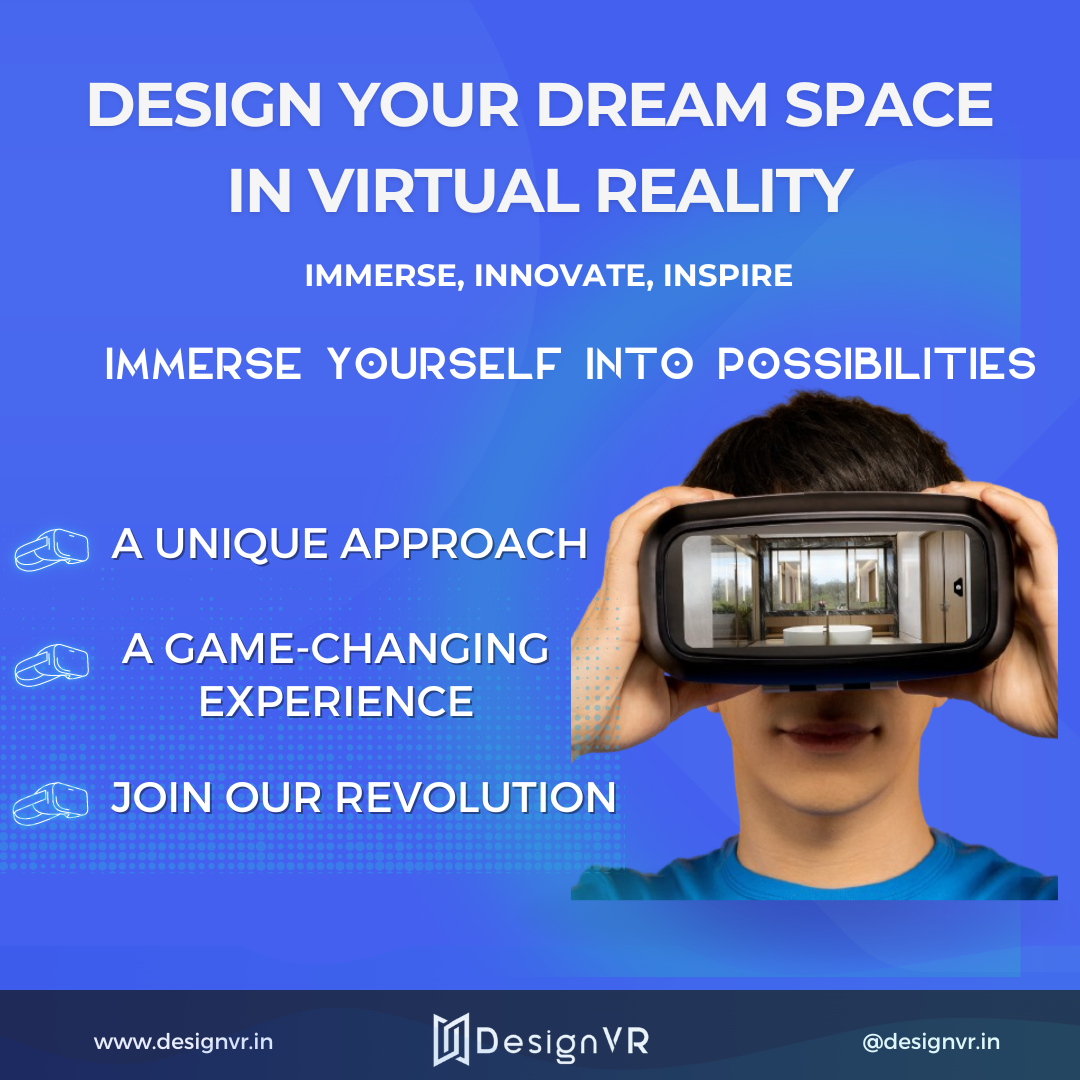 DESIGN YOUR DREAM SPACE
IN VIRTUAL REALITY
IMMERSE, INNOVATE, INSPIRE
IMMERSE YOURSELF INTO POSSIBILITIES
A UNIQUE APPROACH
A GAME-CHANGING
EXPERIENCE
JOIN OUR REVOLUTION
www.designvr.in
DesignVR
@designvr.in